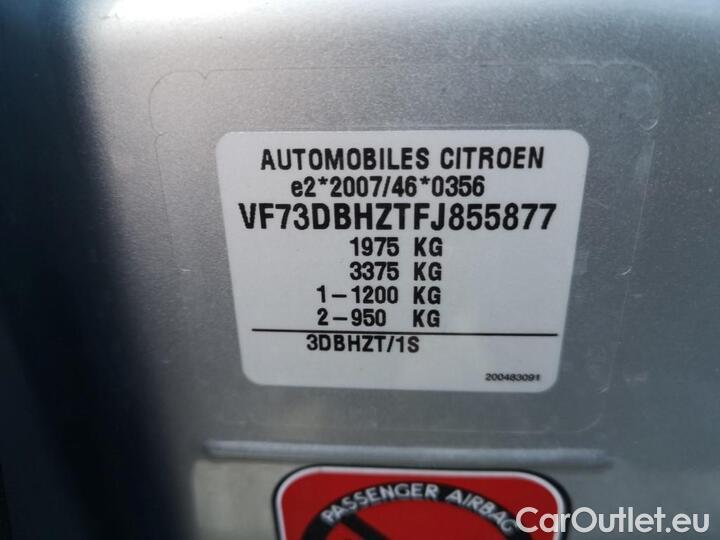 AUTOMOBILES CITROEN
e2*2007/46*0356
VF73DBHZTFJ855877
1975 KG
3375 KG
1-1200 KG
2-950 KG
3DBHZT/1S
200483091
PASSENGER AIRBAG
CarOutlet.eu